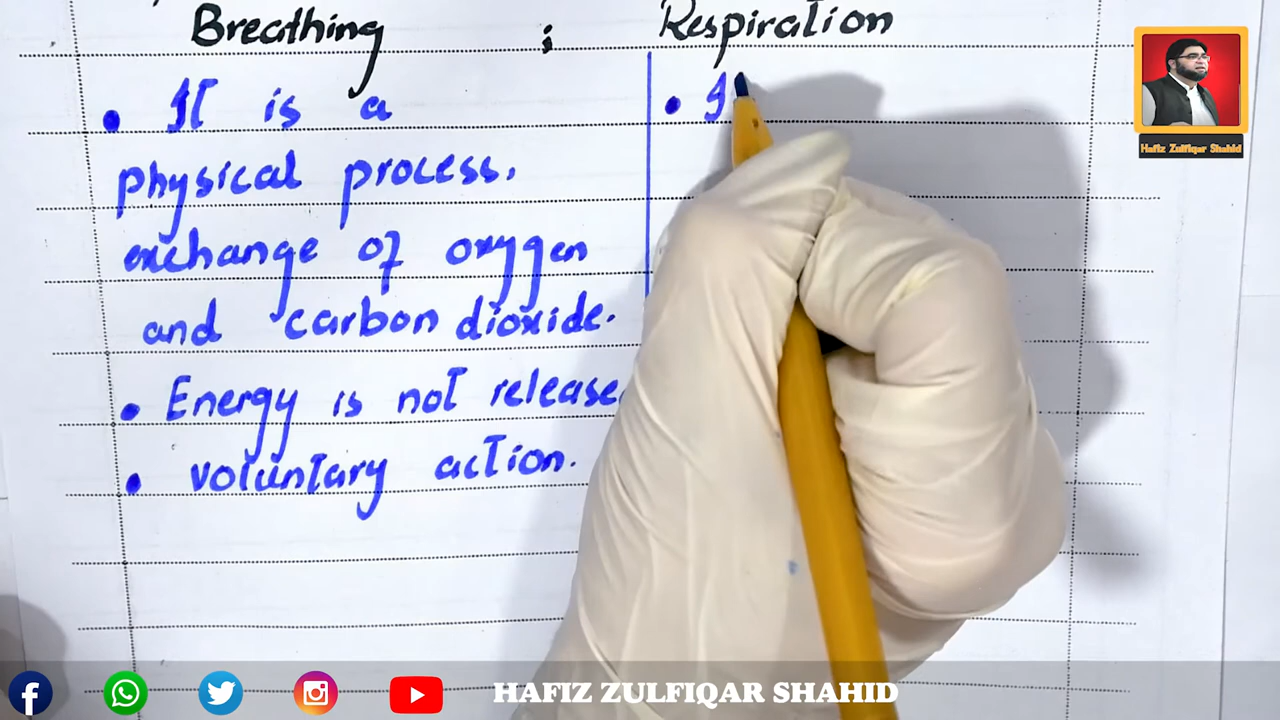 Breathing ; Respiration
• It is a
physical process.
exchange of oxygen
and carbon dioxide.
• Energy is not release
• voluntary action.
• I
Hafiz Zulfiqar Shahid
HAFIZ ZULFIQAR SHAHID